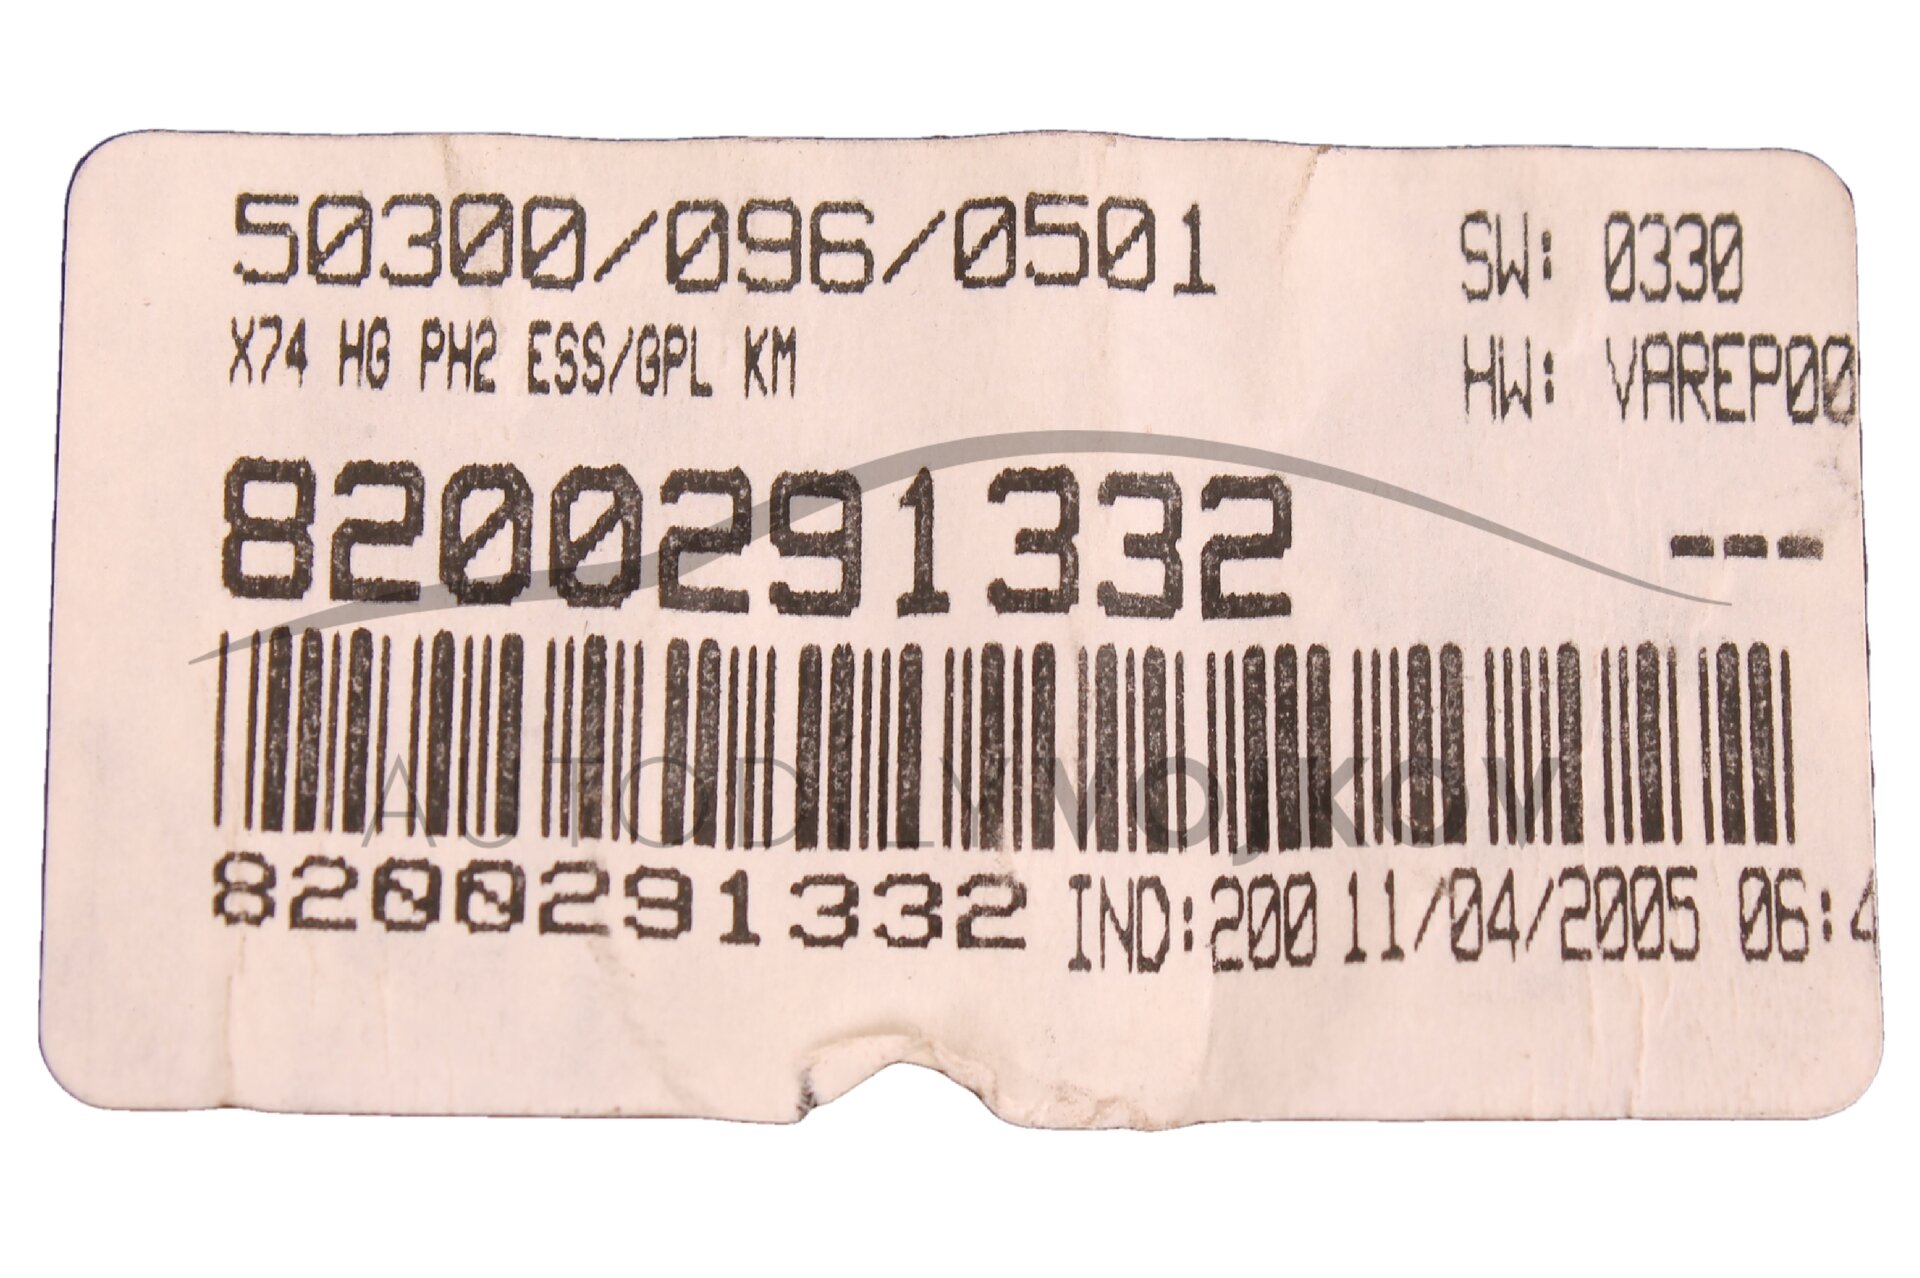 50300/096/0501 SW: 0330
X74 HG PH2 ESS/GPL KM HW: VAREP00
8200291332 ---
AUTODILYVOJKOV
8200291332 IND:200 11/04/2005 06:4